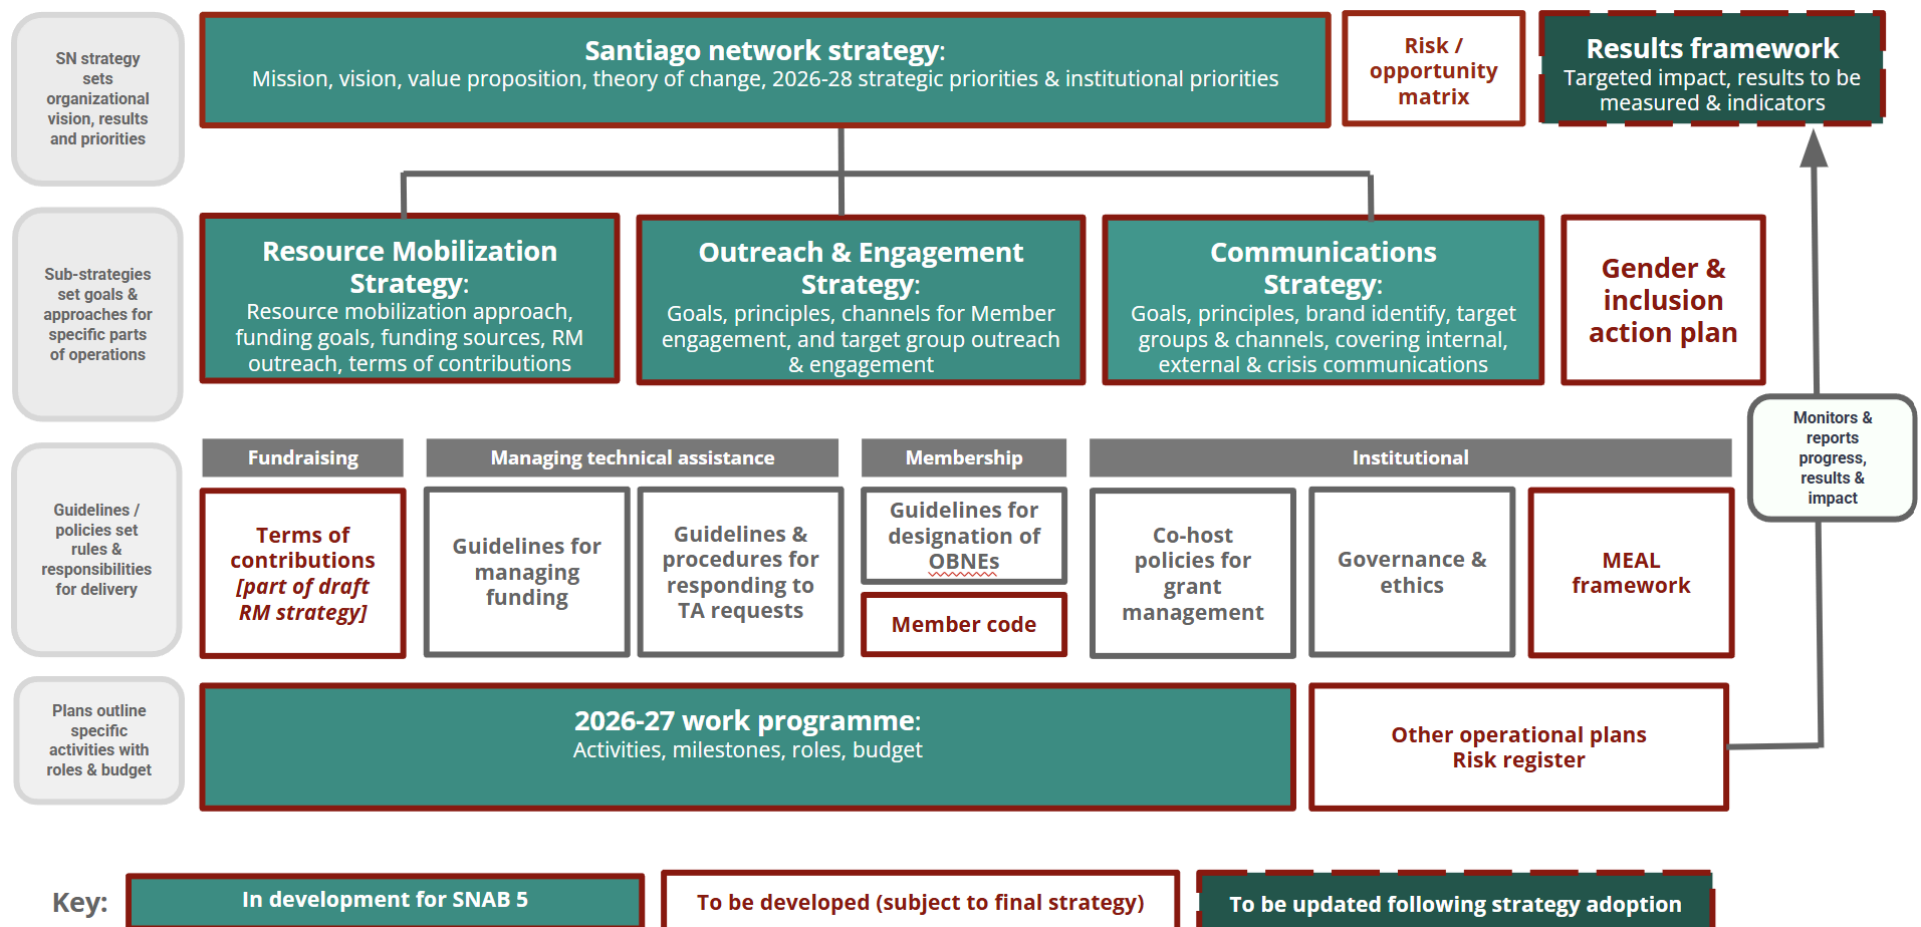 SN strategy
sets
organizational
vision, results
and priorities
Santiago network strategy:
Mission, vision, value proposition, theory of change, 2026-28 strategic priorities & institutional priorities
Risk /
opportunity
matrix
Results framework
Targeted impact, results to be
measured & indicators
Sub-strategies
set goals &
approaches for
specific parts
of operations
Resource Mobilization
Strategy:
Resource mobilization approach,
funding goals, funding sources, RM
outreach, terms of contributions
Outreach & Engagement
Strategy:
Goals, principles, channels for Member
engagement, and target group outreach
& engagement
Communications
Strategy:
Goals, principles, brand identify, target
groups & channels, covering internal,
external & crisis communications
Gender &
inclusion
action plan
Monitors &
reports
progress,
results &
impact
Guidelines /
policies set
rules &
responsibilities
for delivery
Fundraising
Terms of
contributions
[part of draft
RM strategy]
Managing technical assistance
Guidelines for
managing
funding
Guidelines &
procedures for
responding to
TA requests
Membership
Guidelines for
designation of
OBNEs
Member code
Institutional
Co-host
policies for
grant
management
Governance &
ethics
MEAL
framework
Plans outline
specific
activities with
roles & budget
2026-27 work programme:
Activities, milestones, roles, budget
Other operational plans
Risk register
Key:
In development for SNAB 5
To be developed (subject to final strategy)
To be updated following strategy adoption